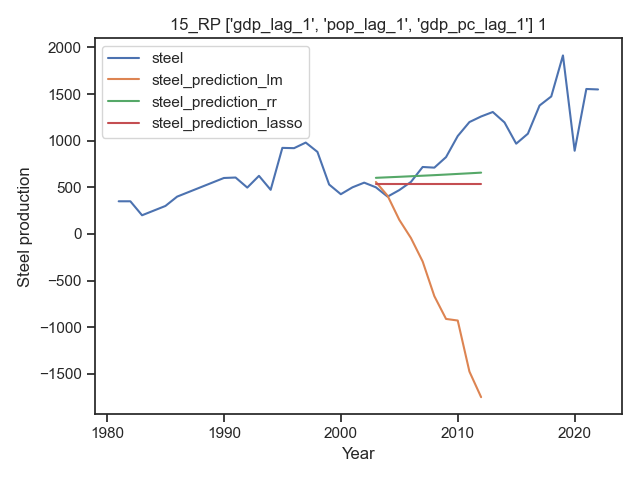 15_RP ['gdp_lag_1', 'pop_lag_1', 'gdp_pc_lag_1'] 1
steel
steel_prediction_lm
steel_prediction_rr
steel_prediction_lasso
2000
1500
1000
500
0
−500
−1000
−1500
Steel production
1980 1990 2000 2010 2020
Year